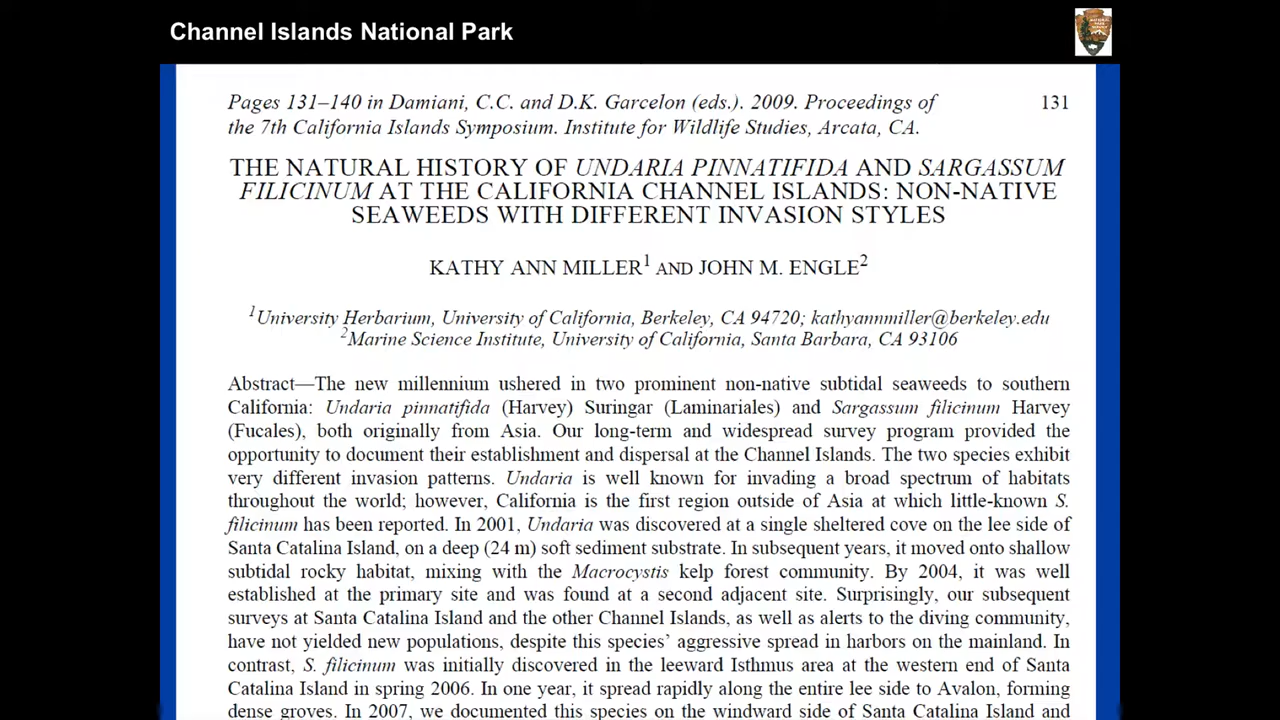 Channel Islands National Park
Pages 131–140 in Damiani, C.C. and D.K. Garcelon (eds.). 2009. Proceedings of 131
the 7th California Islands Symposium. Institute for Wildlife Studies, Arcata, CA.
THE NATURAL HISTORY OF UNDARIA PINNATIFIDA AND SARGASSUM
FILICINUM AT THE CALIFORNIA CHANNEL ISLANDS: NON-NATIVE
SEAWEEDS WITH DIFFERENT INVASION STYLES
KATHY ANN MILLER1 AND JOHN M. ENGLE2
1University Herbarium, University of California, Berkeley, CA 94720; kathyannmiller@berkeley.edu
2Marine Science Institute, University of California, Santa Barbara, CA 93106
Abstract—The new millennium ushered in two prominent non-native subtidal seaweeds to southern
California: Undaria pinnatifida (Harvey) Suringar (Laminariales) and Sargassum filicinum Harvey
(Fucales), both originally from Asia. Our long-term and widespread survey program provided the
opportunity to document their establishment and dispersal at the Channel Islands. The two species exhibit
very different invasion patterns. Undaria is well known for invading a broad spectrum of habitats
throughout the world; however, California is the first region outside of Asia at which little-known S.
filicinum has been reported. In 2001, Undaria was discovered at a single sheltered cove on the lee side of
Santa Catalina Island, on a deep (24 m) soft sediment substrate. In subsequent years, it moved onto shallow
subtidal rocky habitat, mixing with the Macrocystis kelp forest community. By 2004, it was well
established at the primary site and was found at a second adjacent site. Surprisingly, our subsequent
surveys at Santa Catalina Island and the other Channel Islands, as well as alerts to the diving community,
have not yielded new populations, despite this species' aggressive spread in harbors on the mainland. In
contrast, S. filicinum was initially discovered in the leeward Isthmus area at the western end of Santa
Catalina Island in spring 2006. In one year, it spread rapidly along the entire lee side to Avalon, forming
dense groves. In 2007, we documented this species on the windward side of Santa Catalina Island and